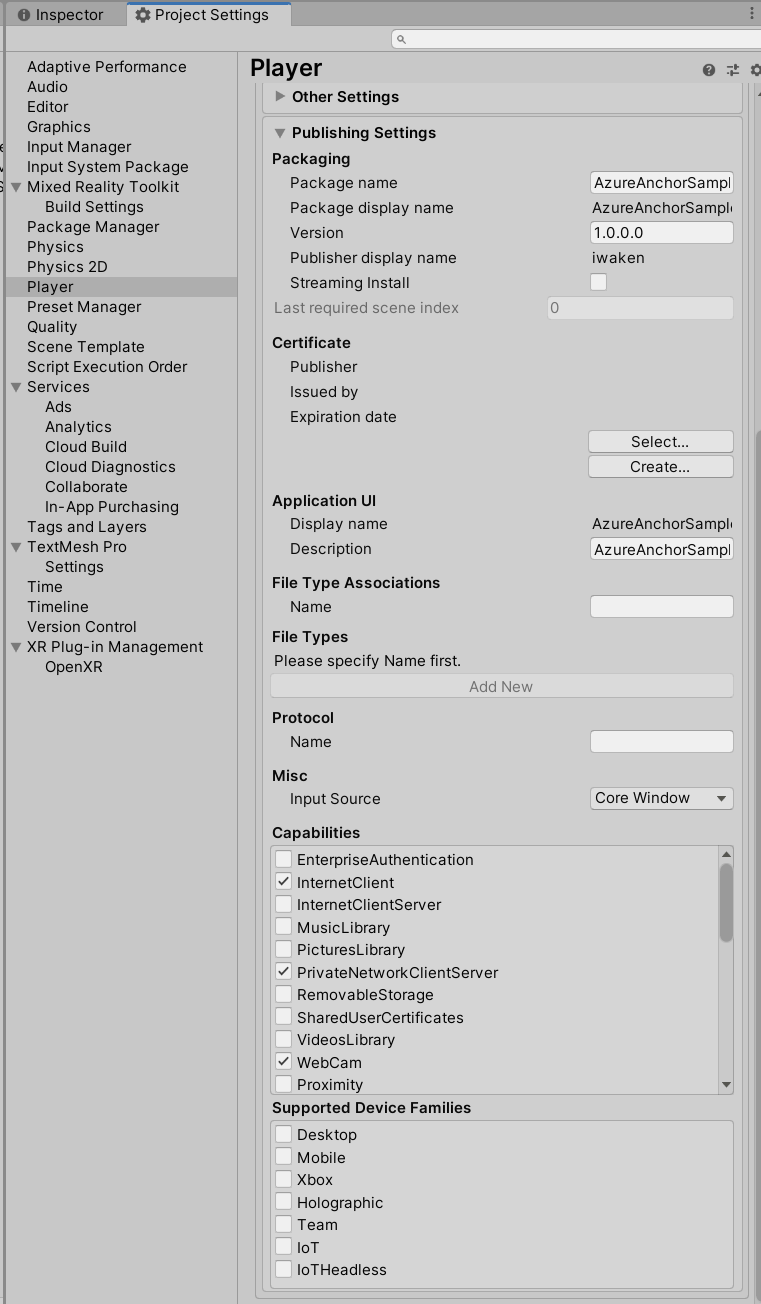 Inspector
Project Settings
Adaptive Performance
Audio
Editor
Graphics
Input Manager
Input System Package
Mixed Reality Toolkit
Build Settings
Package Manager
Physics
Physics 2D
Player
Preset Manager
Quality
Scene Template
Script Execution Order
Services
Ads
Analytics
Cloud Build
Cloud Diagnostics
Collaborate
In-App Purchasing
Tags and Layers
TextMesh Pro
Settings
Time
Timeline
Version Control
XR Plug-in Management
OpenXR
Player
Other Settings
Publishing Settings
Packaging
Package name AzureAnchorSampl
Package display name AzureAnchorSample
Version 1.0.0.0
Publisher display name iwaken
Streaming Install
Last required scene index 0
Certificate
Publisher
Issued by
Expiration date
Select...
Create...
Application UI
Display name AzureAnchorSample
Description AzureAnchorSampl
File Type Associations
Name
File Types
Please specify Name first.
Add New
Protocol
Name
Misc
Input Source Core Window
Capabilities
EnterpriseAuthentication
InternetClient
InternetClientServer
MusicLibrary
PicturesLibrary
PrivateNetworkClientServer
RemovableStorage
SharedUserCertificates
VideosLibrary
WebCam
Proximity
Supported Device Families
Desktop
Mobile
Xbox
Holographic
Team
IoT
IoTHeadless